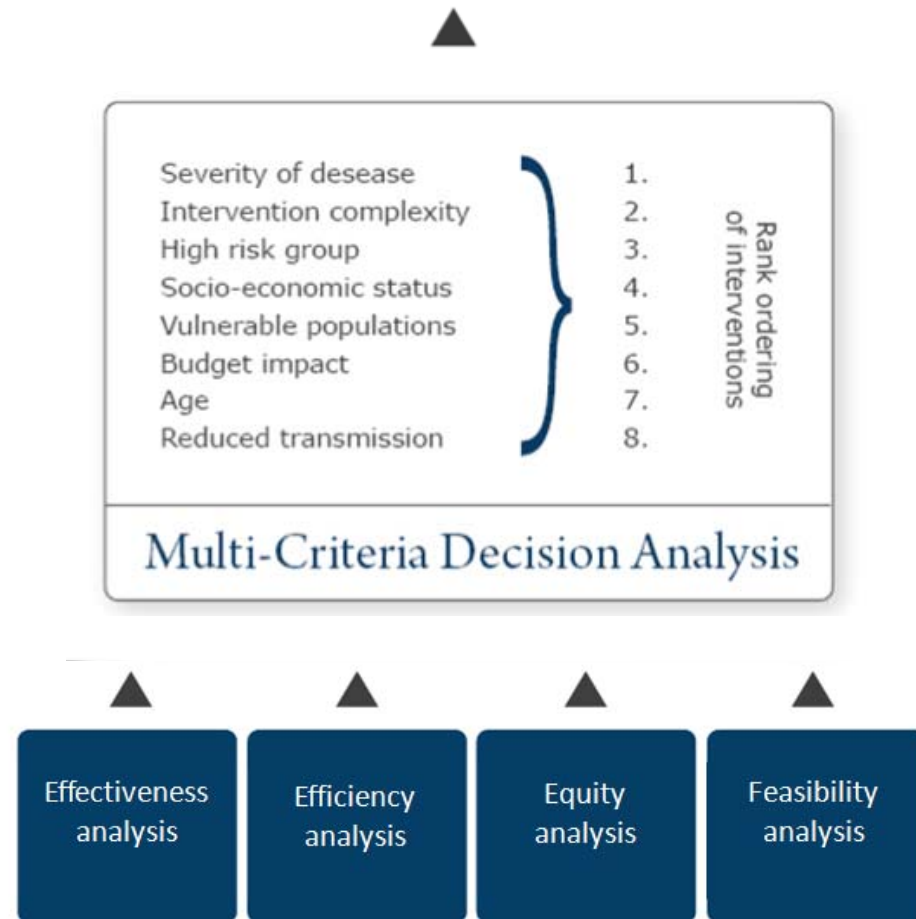 Severity of desease
Intervention complexity
High risk group
Socio-economic status
Vulnerable populations
Budget impact
Age
Reduced transmission
1.
2.
3.
4.
5.
6.
7.
8.
Rank ordering
of interventions
Multi-Criteria Decision Analysis
Effectiveness
analysis
Efficiency
analysis
Equity
analysis
Feasibility
analysis